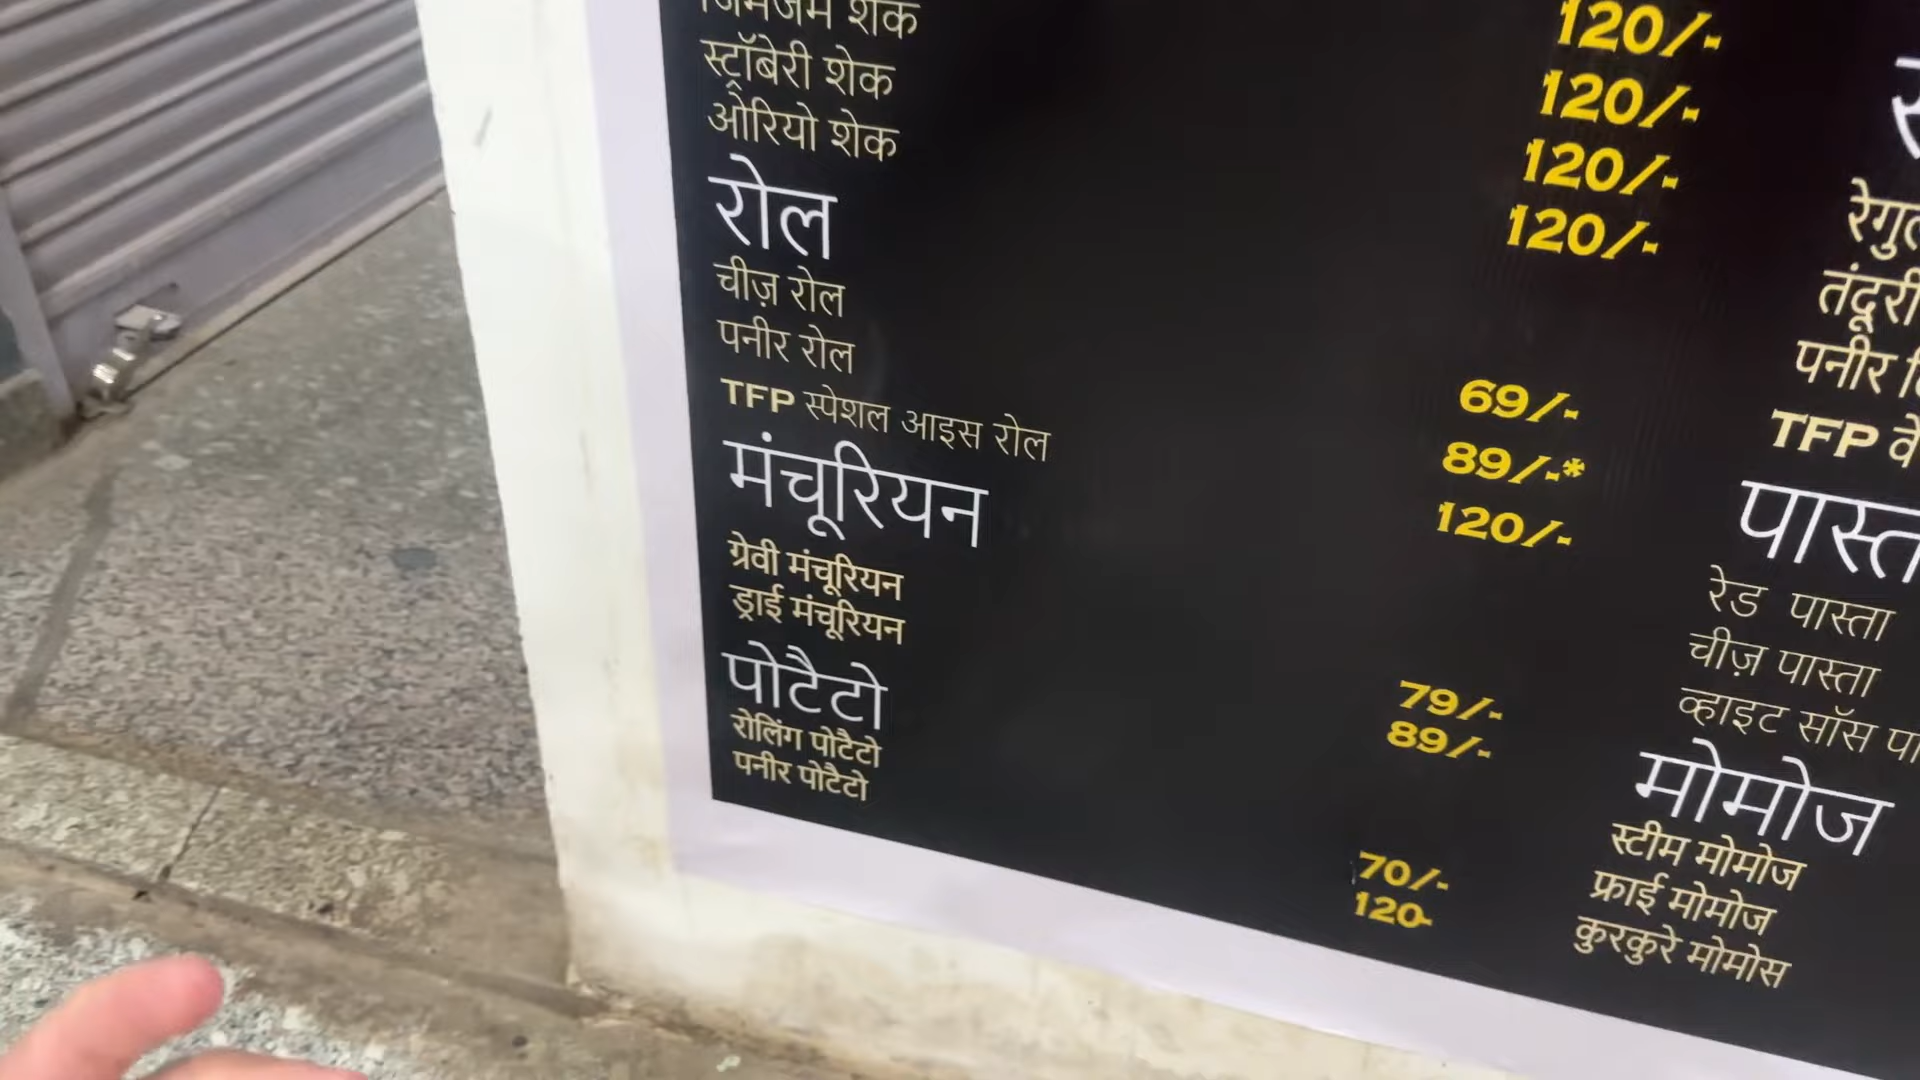 जिमजम शेक
स्ट्रॉबेरी शेक
ओरियो शेक
120/-
120/-
120/-
120/-
रोल
चीज़ रोल
पनीर रोल
TFP स्पेशल आइस रोल
69/-
89/-*
120/-
मंचूरियन
ग्रेवी मंचूरियन
ड्राई मंचूरियन
79/-
89/-
पोटैटो
रोलिंग पोटैटो
पनीर पोटैटो
70/-
120-
तंदूरी
पनीर
TFP
पास्ता
रेड पास्ता
चीज़ पास्ता
व्हाइट सॉस
मोमोज
स्टीम मोमोज
फ्राई मोमोज
कुरकुरे मोमोस